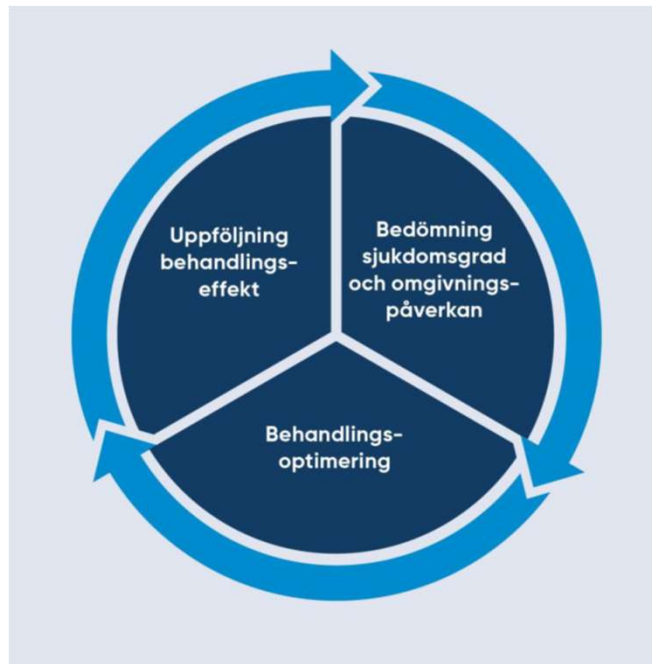 Uppföljning
behandlings-
effekt
Bedömning
sjukdomsgrad
och omgivnings-
påverkan
Behandlings-
optimering